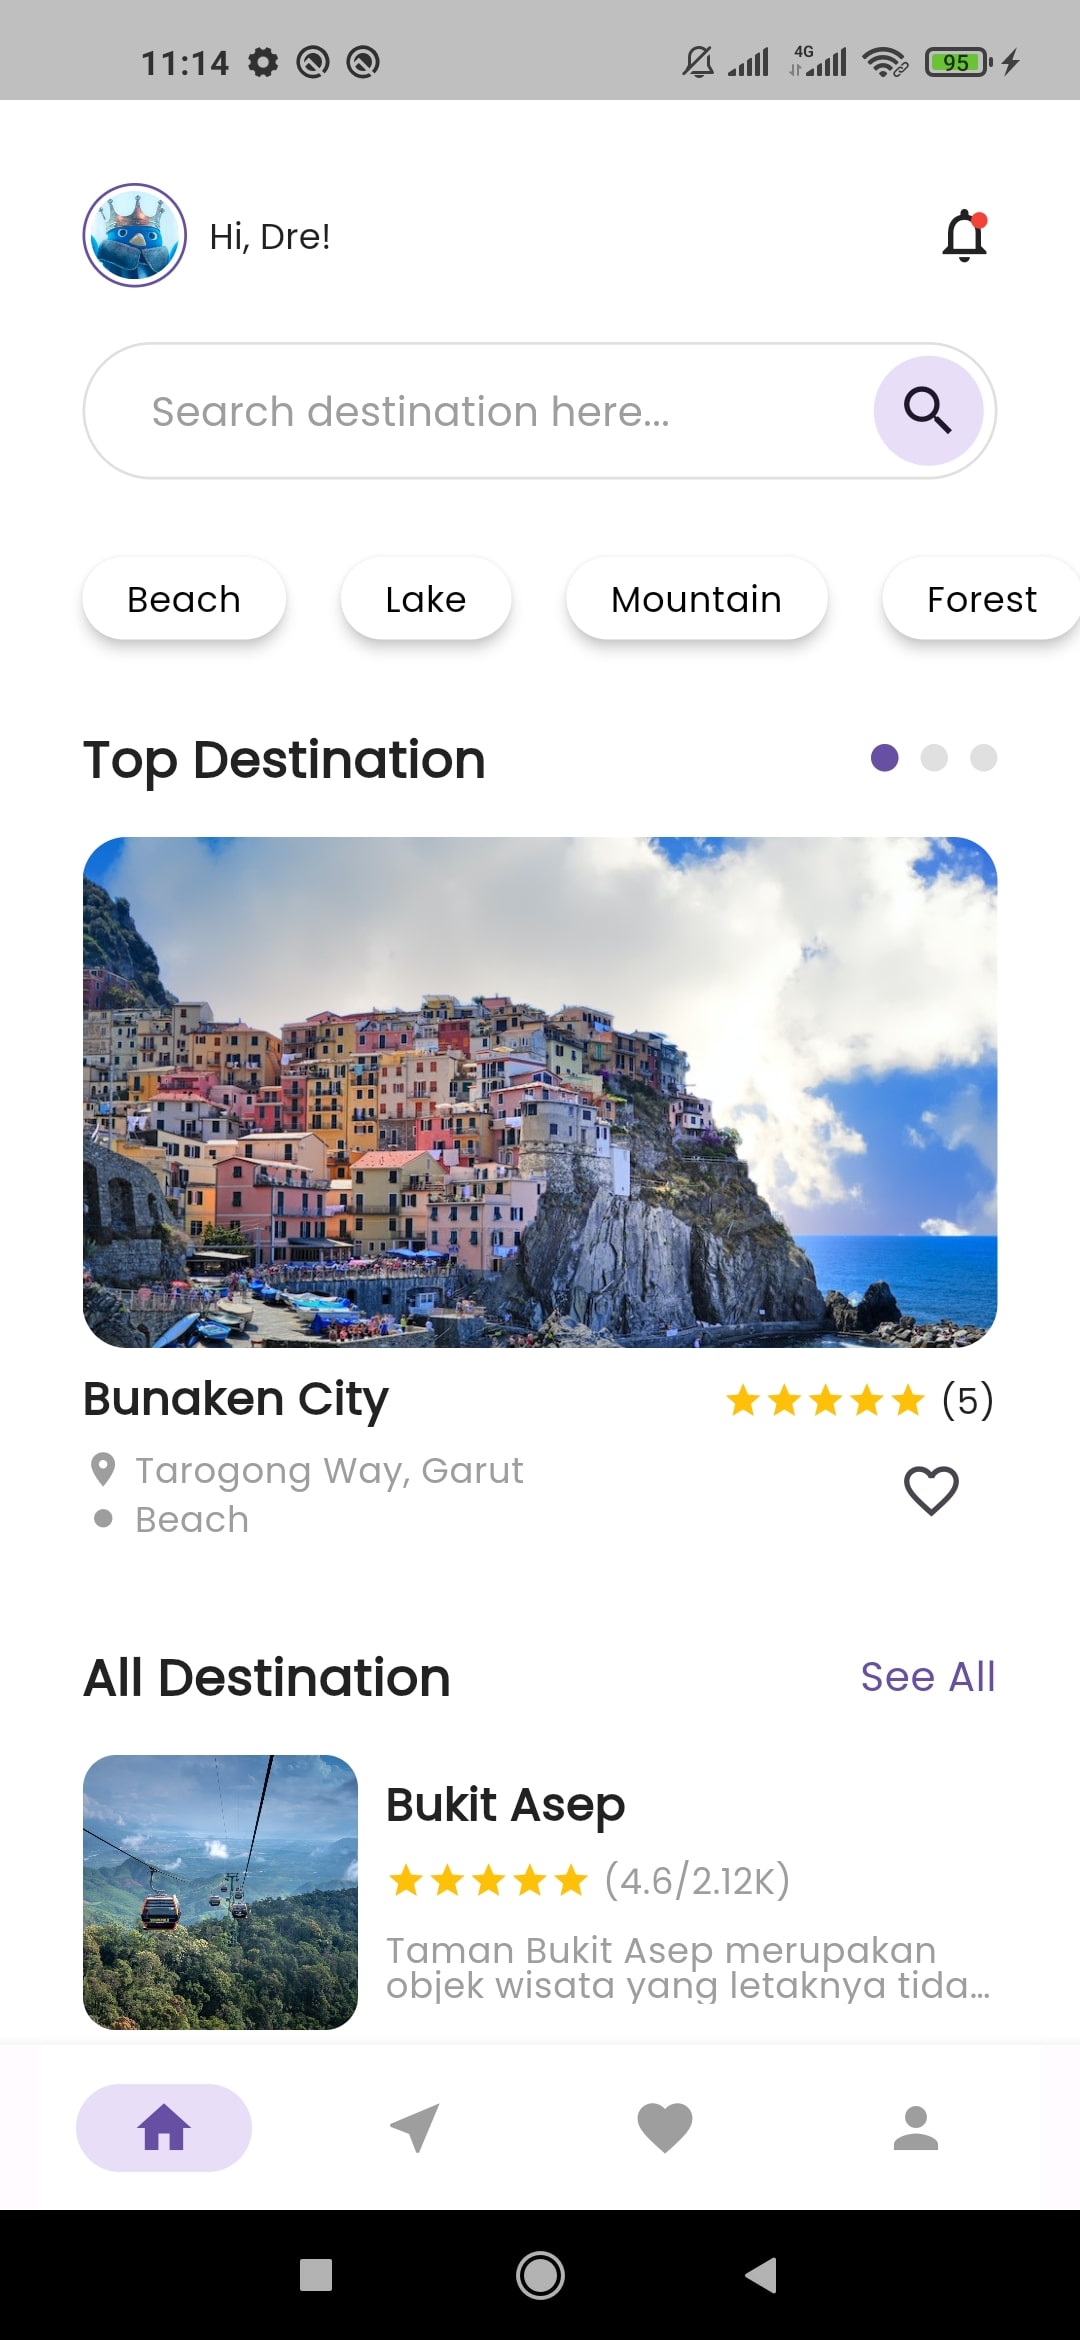 11:14
4G
95
Hi, Dre!
Search destination here...
Beach
Lake
Mountain
Forest
Top Destination
Bunaken City
(5)
Tarogong Way, Garut
Beach
All Destination
See All
Bukit Asep
(4.6/2.12K)
Taman Bukit Asep merupakan
objek wisata yang letaknya tida...